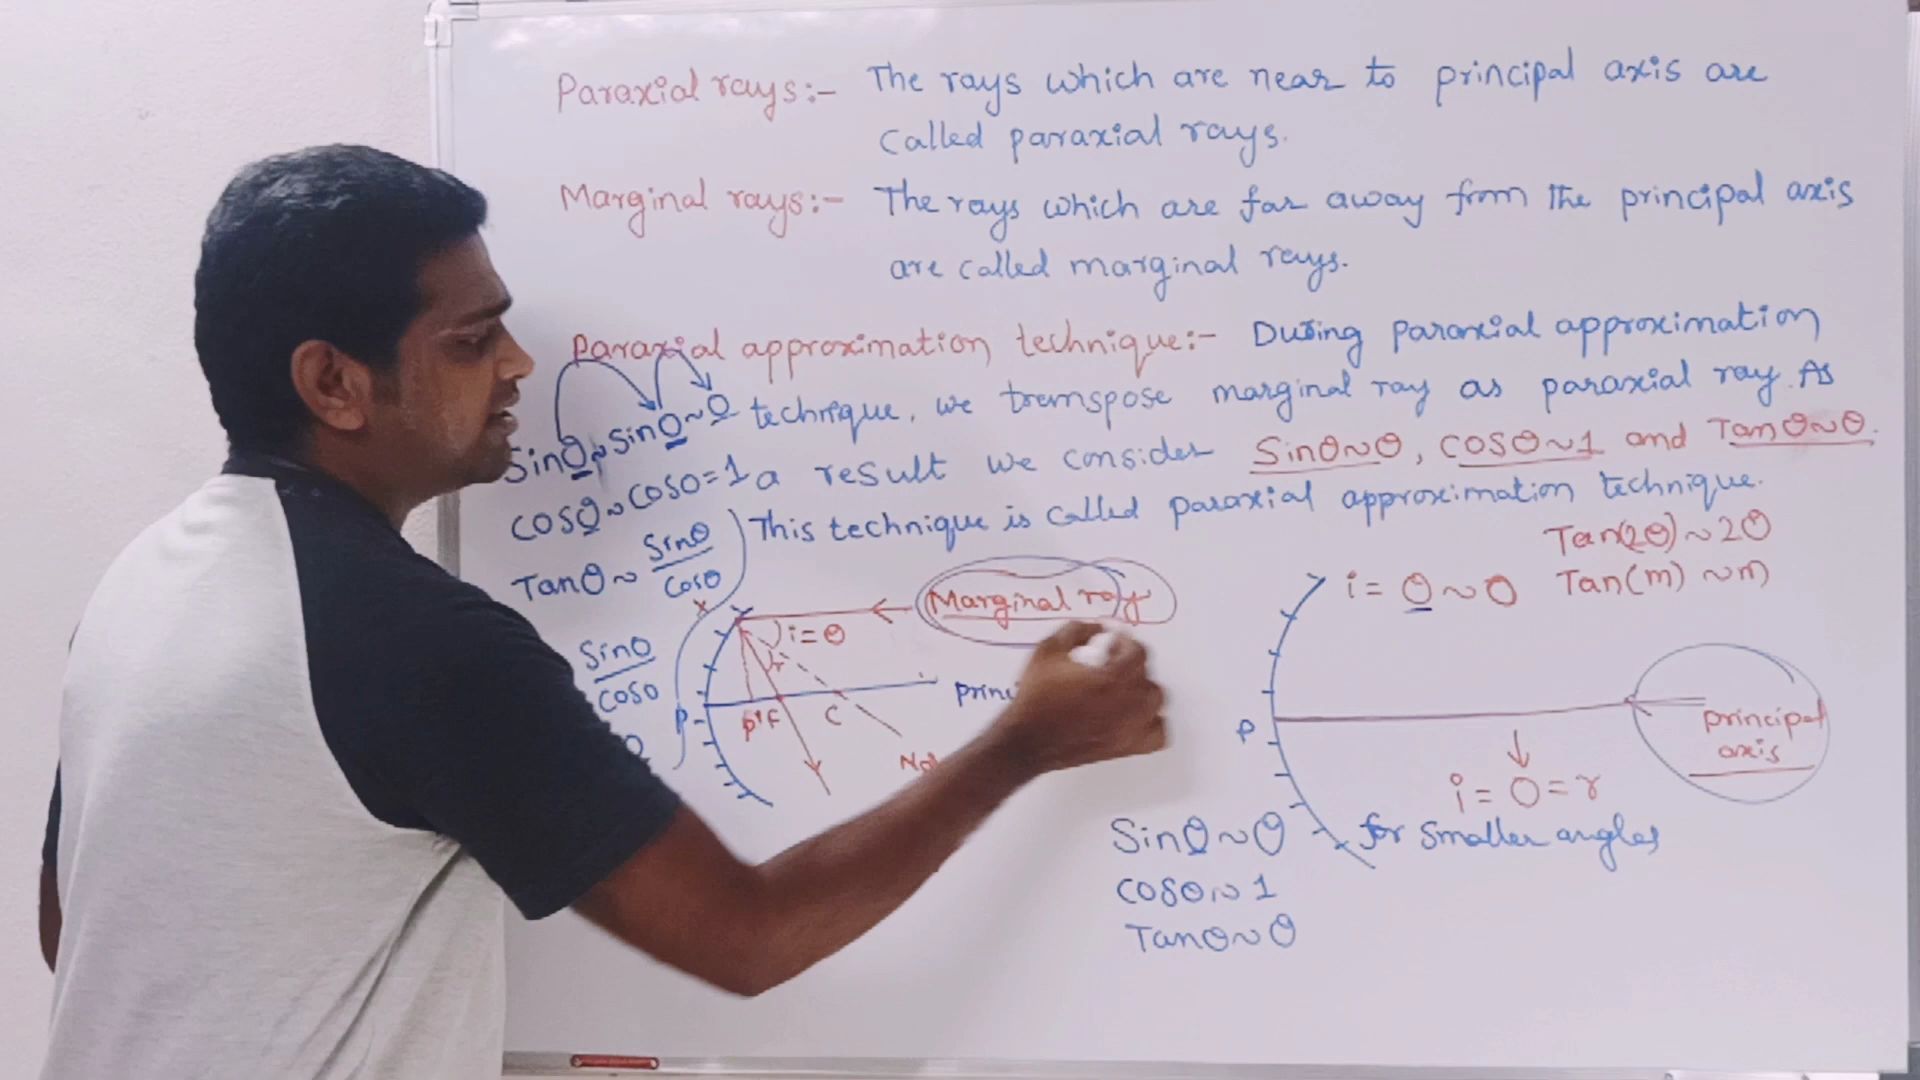 Paraxial rays:- The rays which are near to principal axis are
called paraxial rays.
Marginal rays:- The rays which are far away from the principal axis
are called marginal rays.
Paraxial approximation technique:- During paraxial approximation
technique, we transpose marginal ray as paraxial ray. As
a result we consider Sinθ~θ, cosθ~1 and Tanθ~θ.
This technique is called paraxial approximation technique.
Sinθ~Sinθ~θ
cosθ~cos0=1
Tanθ~ Sinθ
cosθ
Sinθ
cosθ
Marginal ray
i=θ
r
P
P' F
C
Tan(2θ)~2θ
i= θ~0 Tan(m) ~m
P
principal
axis
i= 0=r
Sinθ~θ for smaller angles
cosθ~1
Tanθ~θ